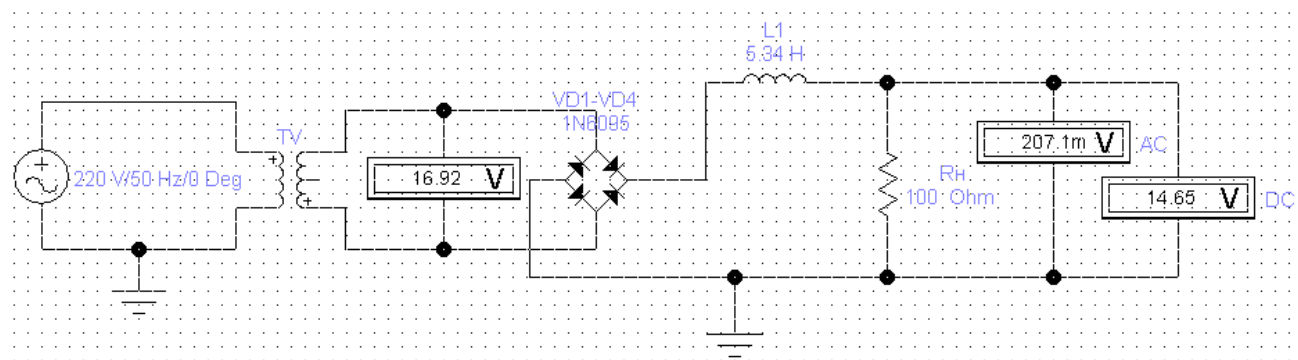 L1
5.34 H
VD1-VD4
1N6095
TV
220 V/50 Hz/0 Deg
16.92 V
207.1m V
AC
Rн
100 Ohm
14.65 V
DC